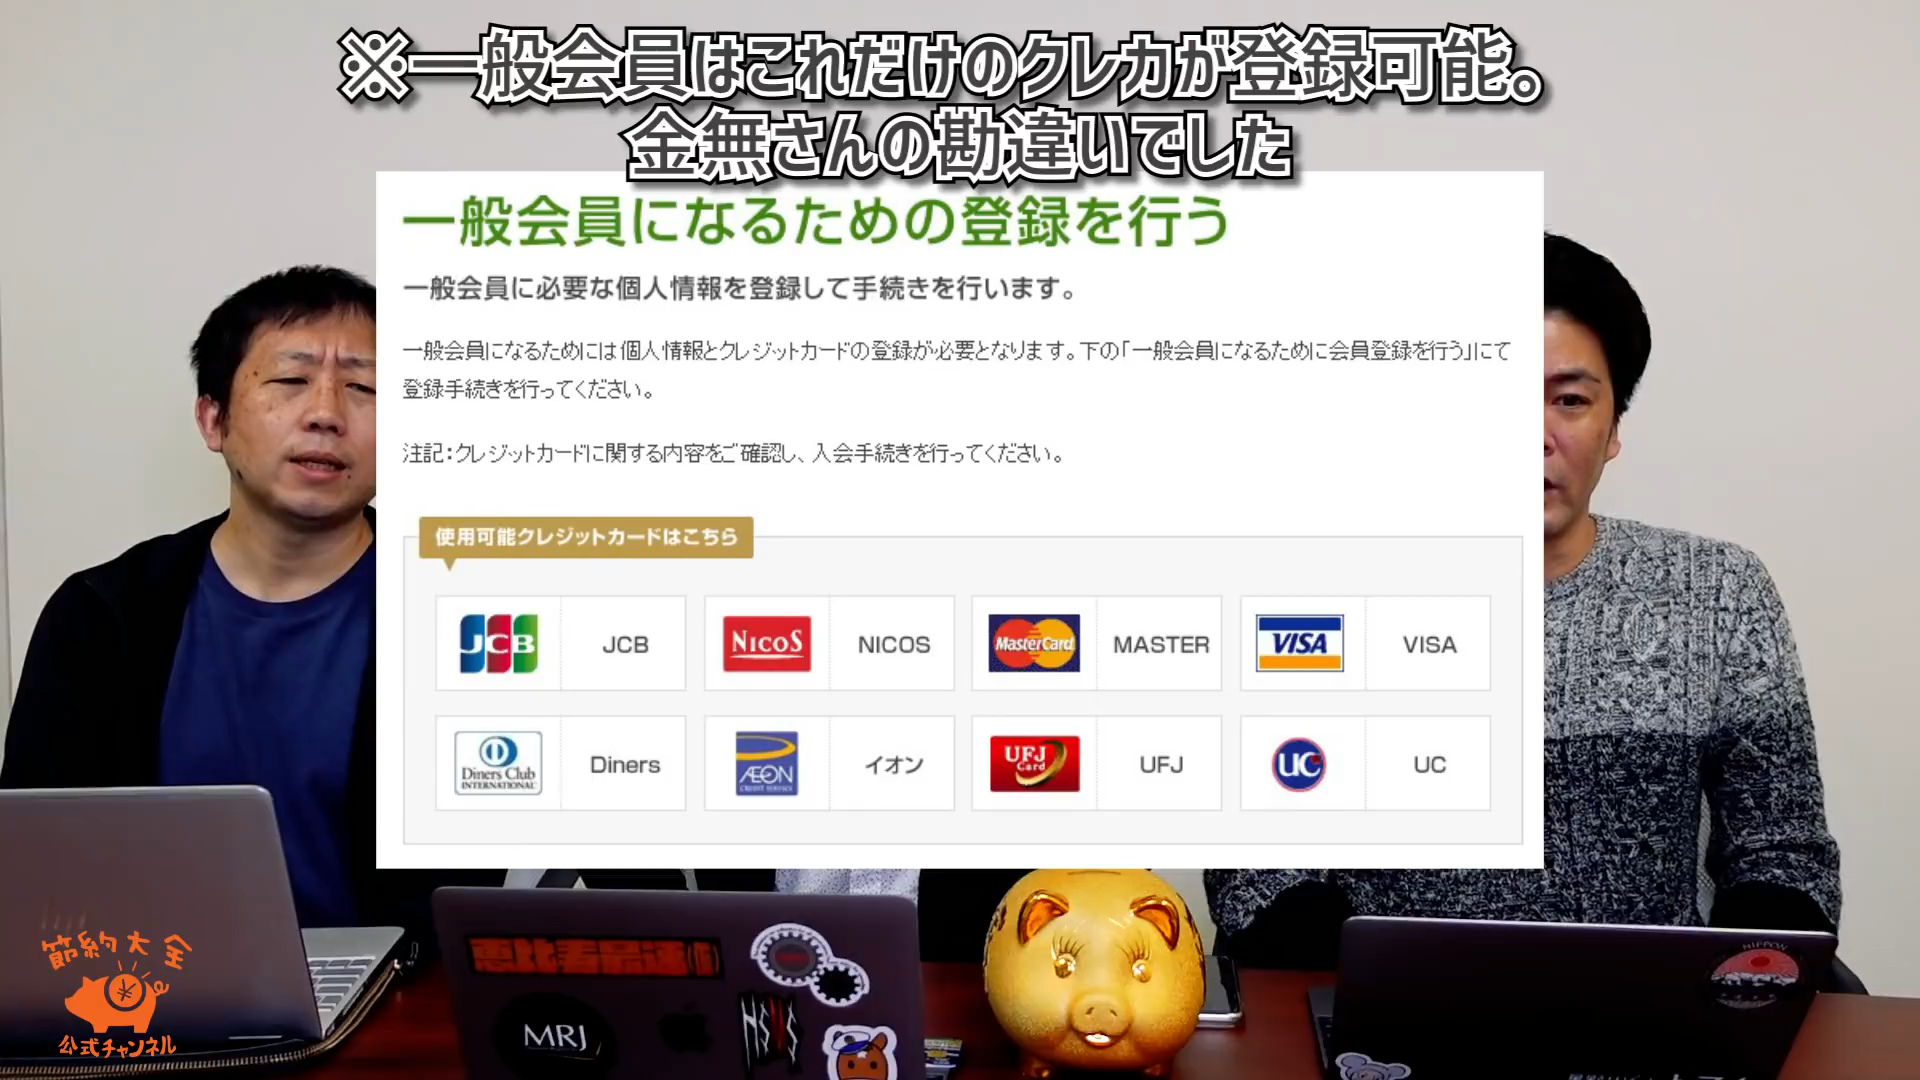 ※一般会員はこれだけのクレカが登録可能。
金無さんの勘違いでした
一般会員になるための登録を行う
一般会員に必要な個人情報を登録して手続きを行います。
一般会員になるためには個人情報とクレジットカードの登録が必要となります。下の「一般会員になるために会員登録を行う」にて
登録手続きを行ってください。
注記：クレジットカードに関する内容をご確認し、入会手続きを行ってください。
使用可能クレジットカードはこちら
JCB JCB NICOS NICOS MasterCard MASTER VISA VISA
Diners Club
INTERNATIONAL
Diners
ÆON
CREDIT SERVICE
イオン
UFJ
Card
UFJ
UC UC
節約大全
公式チャンネル
MRJ
NIPPON